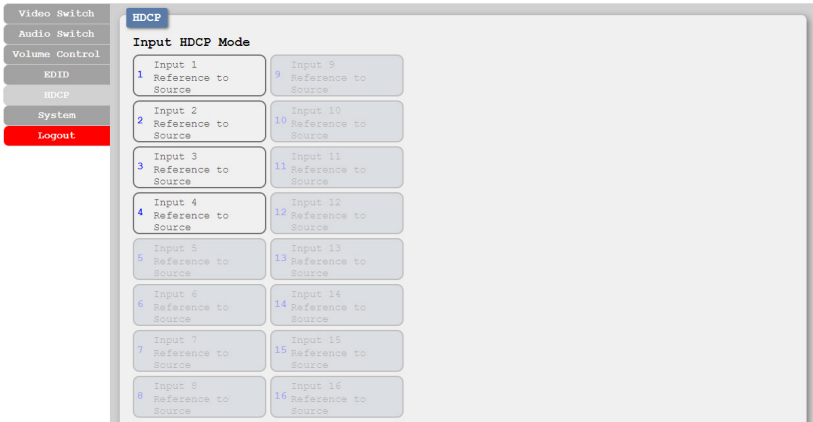 Video Switch
Audio Switch
Volume Control
EDID
HDCP
System
Logout
HDCP
Input HDCP Mode
1 Input 1
Reference to
Source
2 Input 2
Reference to
Source
3 Input 3
Reference to
Source
4 Input 4
Reference to
Source
5 Input 5
Reference to
Source
6 Input 6
Reference to
Source
7 Input 7
Reference to
Source
8 Input 8
Reference to
Source
9 Input 9
Reference to
Source
10 Input 10
Reference to
Source
11 Input 11
Reference to
Source
12 Input 12
Reference to
Source
13 Input 13
Reference to
Source
14 Input 14
Reference to
Source
15 Input 15
Reference to
Source
16 Input 16
Reference to
Source